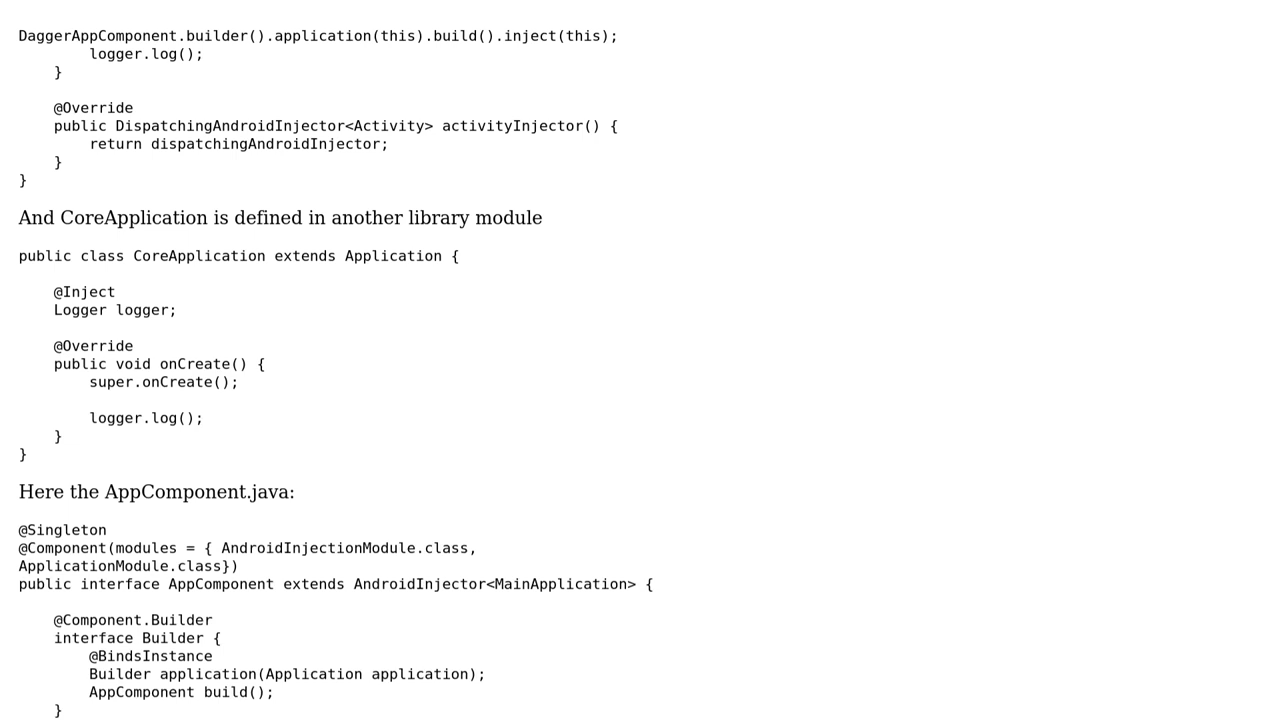 DaggerAppComponent.builder().application(this).build().inject(this);
        logger.log();
    }

    @Override
    public DispatchingAndroidInjector<Activity> activityInjector() {
        return dispatchingAndroidInjector;
    }
}

And CoreApplication is defined in another library module

public class CoreApplication extends Application {

    @Inject
    Logger logger;

    @Override
    public void onCreate() {
        super.onCreate();

        logger.log();
    }
}

Here the AppComponent.java:

@Singleton
@Component(modules = { AndroidInjectionModule.class,
ApplicationModule.class})
public interface AppComponent extends AndroidInjector<MainApplication> {

    @Component.Builder
    interface Builder {
        @BindsInstance
        Builder application(Application application);
        AppComponent build();
    }